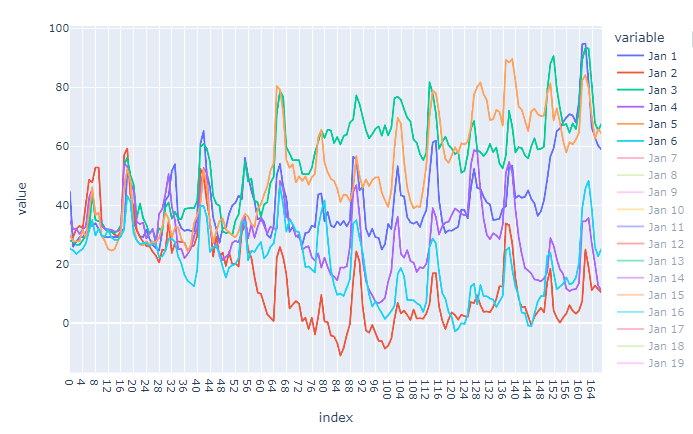 100
80
60
40
20
0
value
0 4 8 12 16 20 24 28 32 36 40 44 48 52 56 60 64 68 72 76 80 84 88 92 96 100 104 108 112 116 120 124 128 132 136 140 144 148 152 156 160 164
index
variable
Jan 1
Jan 2
Jan 3
Jan 4
Jan 5
Jan 6
Jan 7
Jan 8
Jan 9
Jan 10
Jan 11
Jan 12
Jan 13
Jan 14
Jan 15
Jan 16
Jan 17
Jan 18
Jan 19